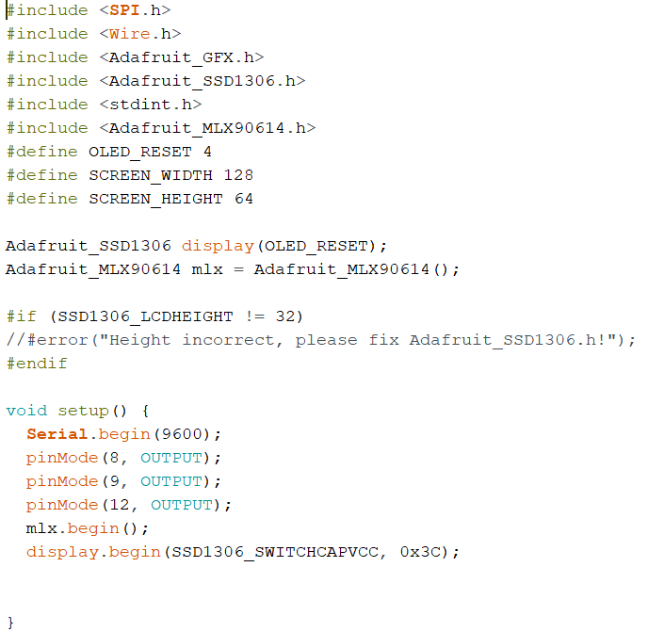 #include <SPI.h>
#include <Wire.h>
#include <Adafruit_GFX.h>
#include <Adafruit_SSD1306.h>
#include <stdint.h>
#include <Adafruit_MLX90614.h>
#define OLED_RESET 4
#define SCREEN_WIDTH 128
#define SCREEN_HEIGHT 64

Adafruit_SSD1306 display(OLED_RESET);
Adafruit_MLX90614 mlx = Adafruit_MLX90614();

#if (SSD1306_LCDHEIGHT != 32)
//#error("Height incorrect, please fix Adafruit_SSD1306.h!");
#endif

void setup() {
  Serial.begin(9600);
  pinMode(8, OUTPUT);
  pinMode(9, OUTPUT);
  pinMode(12, OUTPUT);
  mlx.begin();
  display.begin(SSD1306_SWITCHCAPVCC, 0x3C);


}